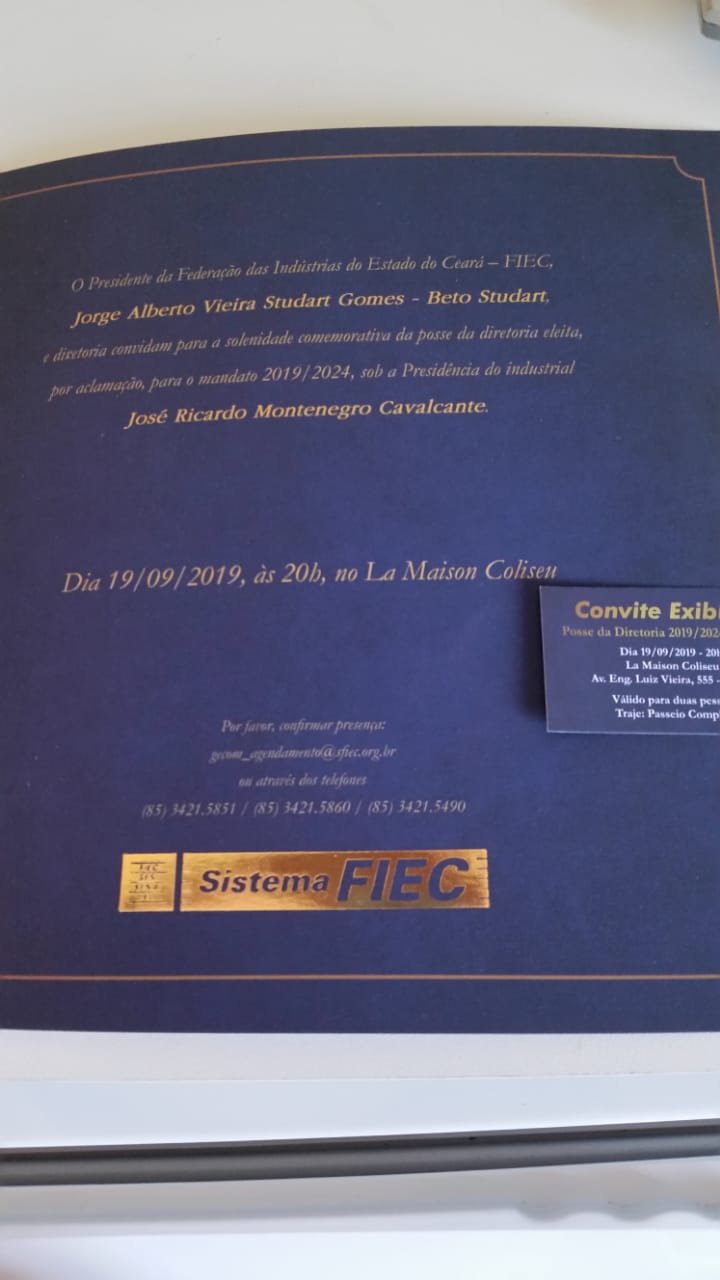 O Presidente da Federação das Indústrias do Estado do Ceará – FIEC,
Jorge Alberto Vieira Studart Gomes - Beto Studart,
e diretoria convidam para a solenidade comemorativa da posse da diretoria eleita,
por aclamação, para o mandato 2019/2024, sob a Presidência do industrial
José Ricardo Montenegro Cavalcante.
Dia 19/09/2019, às 20h, no La Maison Coliseu
Convite Exib
Posse da Diretoria 2019/202
Dia 19/09/2019 - 20h
La Maison Coliseu
Av. Eng. Luiz Vieira, 555 -
Válido para duas pess
Traje: Passeio Comp
Por favor, confirmar presença:
gecom_agendamento@sfiec.org.br
ou através dos telefones
(85) 3421.5851 / (85) 3421.5860 / (85) 3421.5490
Sistema FIEC